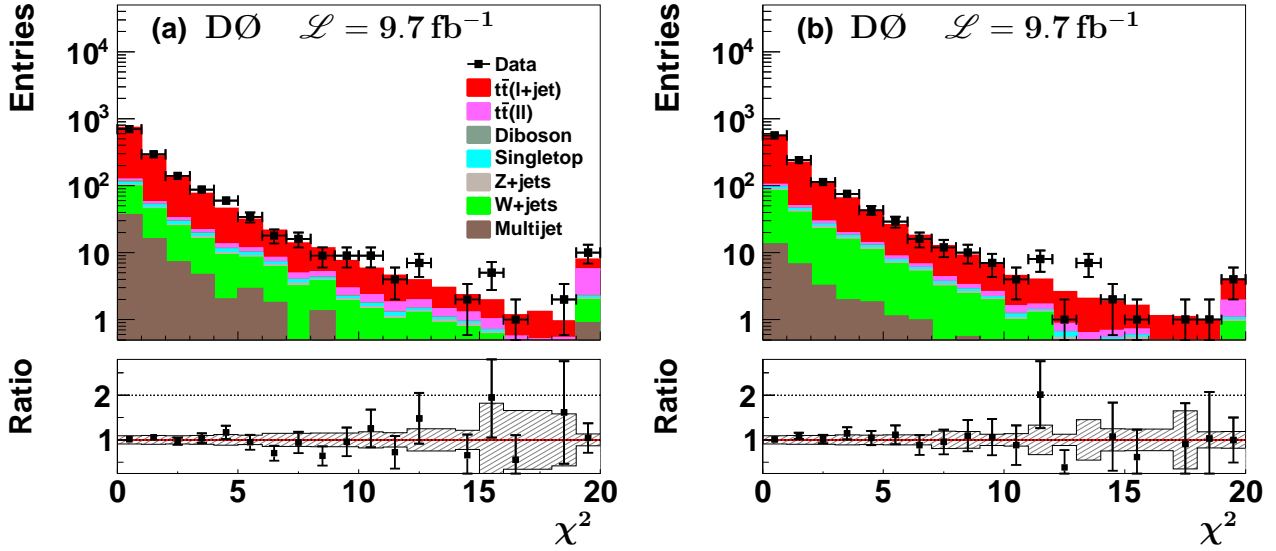 (a) DØ ℒ = 9.7 fb⁻¹
Entries
10⁴
10³
10²
10
1
Data
tt̄(l+jet)
tt̄(ll)
Diboson
Singletop
Z+jets
W+jets
Multijet
Ratio
2
1
0 5 10 15 20
χ²
(b) DØ ℒ = 9.7 fb⁻¹
Entries
10⁴
10³
10²
10
1
Ratio
2
1
0 5 10 15 20
χ²